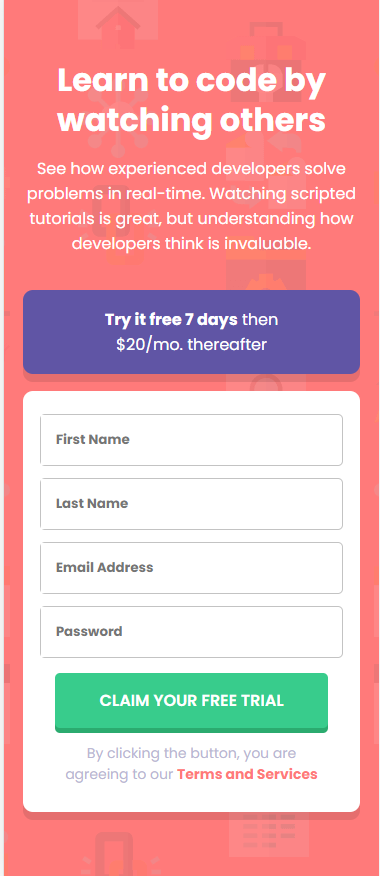 Learn to code by
watching others
See how experienced developers solve
problems in real-time. Watching scripted
tutorials is great, but understanding how
developers think is invaluable.
Try it free 7 days then
$20/mo. thereafter
First Name
Last Name
Email Address
Password
CLAIM YOUR FREE TRIAL
By clicking the button, you are
agreeing to our Terms and Services